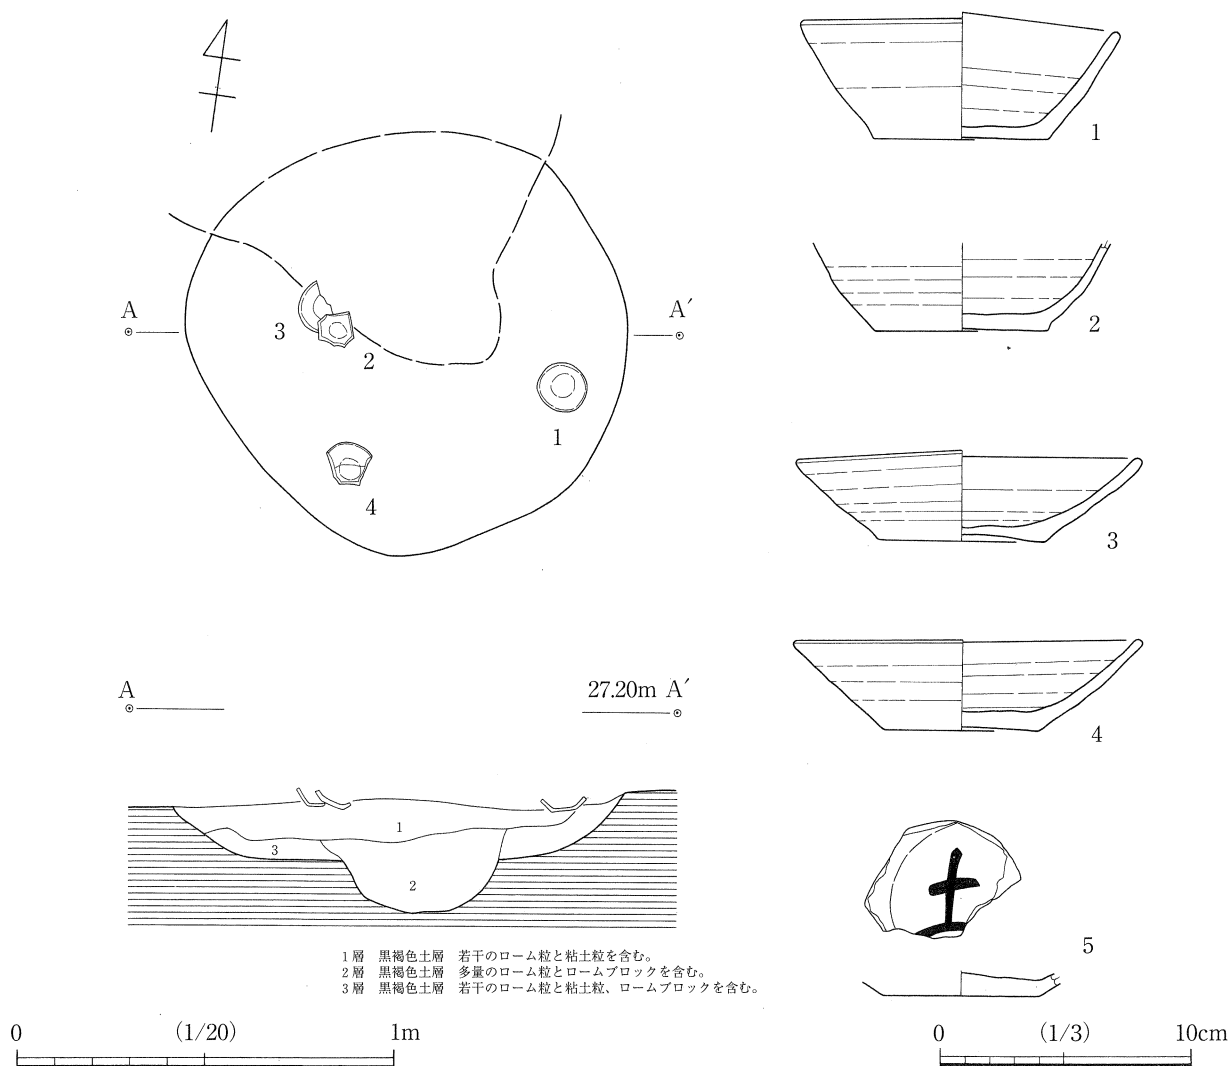 A
A′
3
2
1
4
1
2
3
4
5
A
27.20m A′
1
3
2
1層 黒褐色土層 若干のローム粒と粘土粒を含む。
2層 黒褐色土層 多量のローム粒とロームブロックを含む。
3層 黒褐色土層 若干のローム粒と粘土粒、ロームブロックを含む。
0 (1/20) 1m
0 (1/3) 10cm